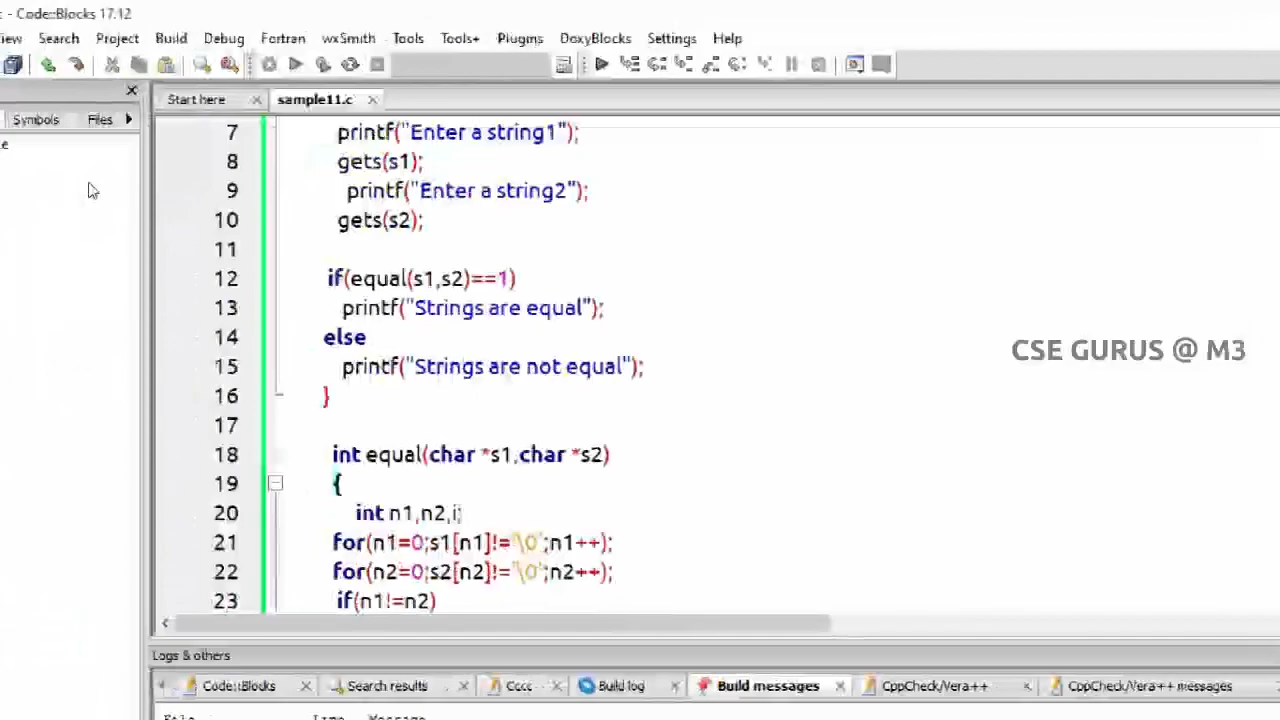 - Code::Blocks 17.12
View Search Project Build Debug Fortran wxSmith Tools Tools+ Plugins DoxyBlocks Settings Help
Start here sample11.c
Symbols Files
7 printf("Enter a string1");
8 gets(s1);
9 printf("Enter a string2");
10 gets(s2);
11
12 if(equal(s1,s2)==1)
13 printf("Strings are equal");
14 else
15 printf("Strings are not equal");
16 }
17
18 int equal(char *s1,char *s2)
19 {
20 int n1,n2,i;
21 for(n1=0;s1[n1]!='\0';n1++);
22 for(n2=0;s2[n2]!='\0';n2++);
23 if(n1!=n2)
CSE GURUS @ M3
Logs & others
Code::Blocks Search results Cccc Build log Build messages CppCheck/Vera++ CppCheck/Vera++ messages
File Line Message